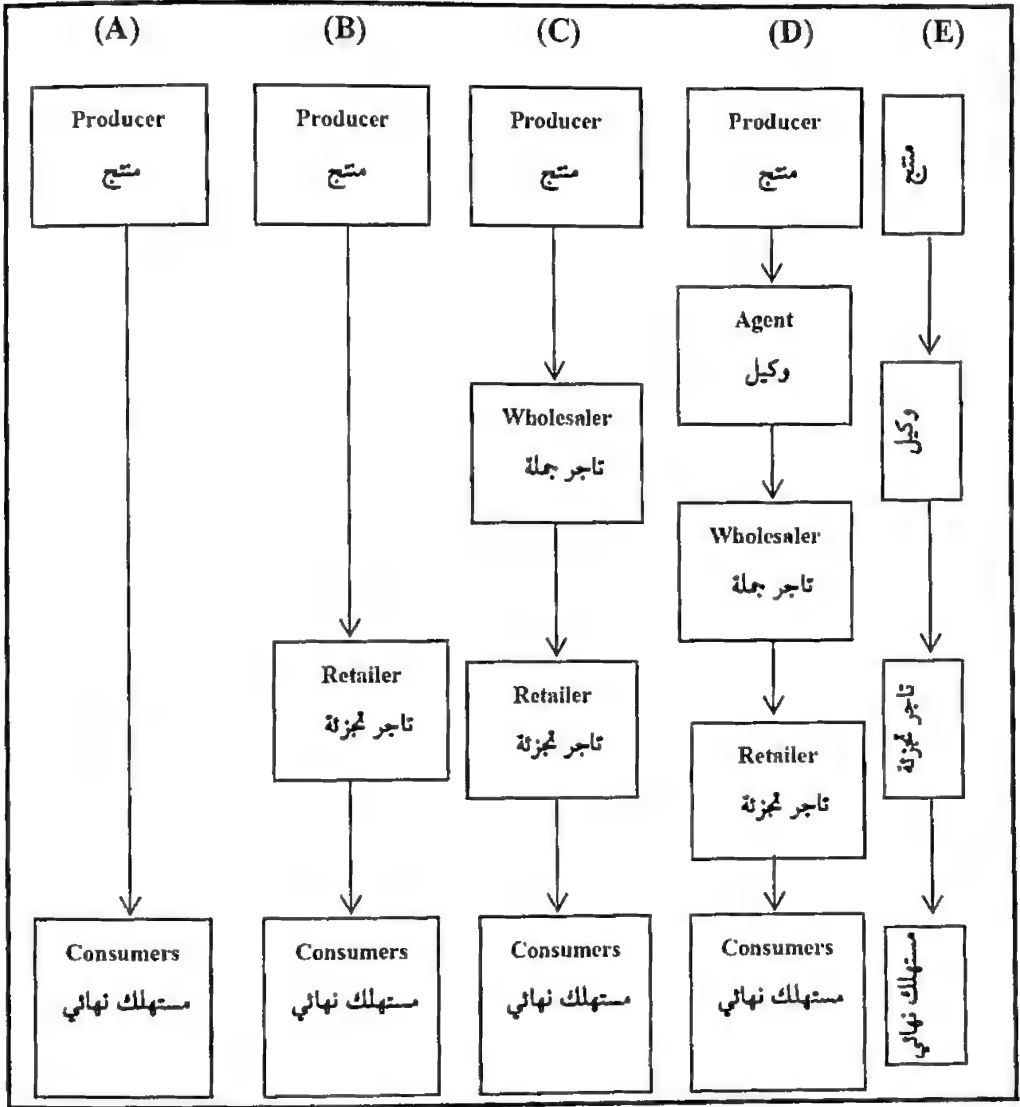 (A)
(B)
(C)
(D)
(E)
Producer
منتج
Consumers
مستهلك نهائي
Producer
منتج
Retailer
تاجر تجزئة
Consumers
مستهلك نهائي
Producer
منتج
Wholesaler
تاجر جملة
Retailer
تاجر تجزئة
Consumers
مستهلك نهائي
Producer
منتج
Agent
وكيل
Wholesaler
تاجر جملة
Retailer
تاجر تجزئة
Consumers
مستهلك نهائي
منتج
وكيل
تاجر تجزئة
مستهلك نهائي